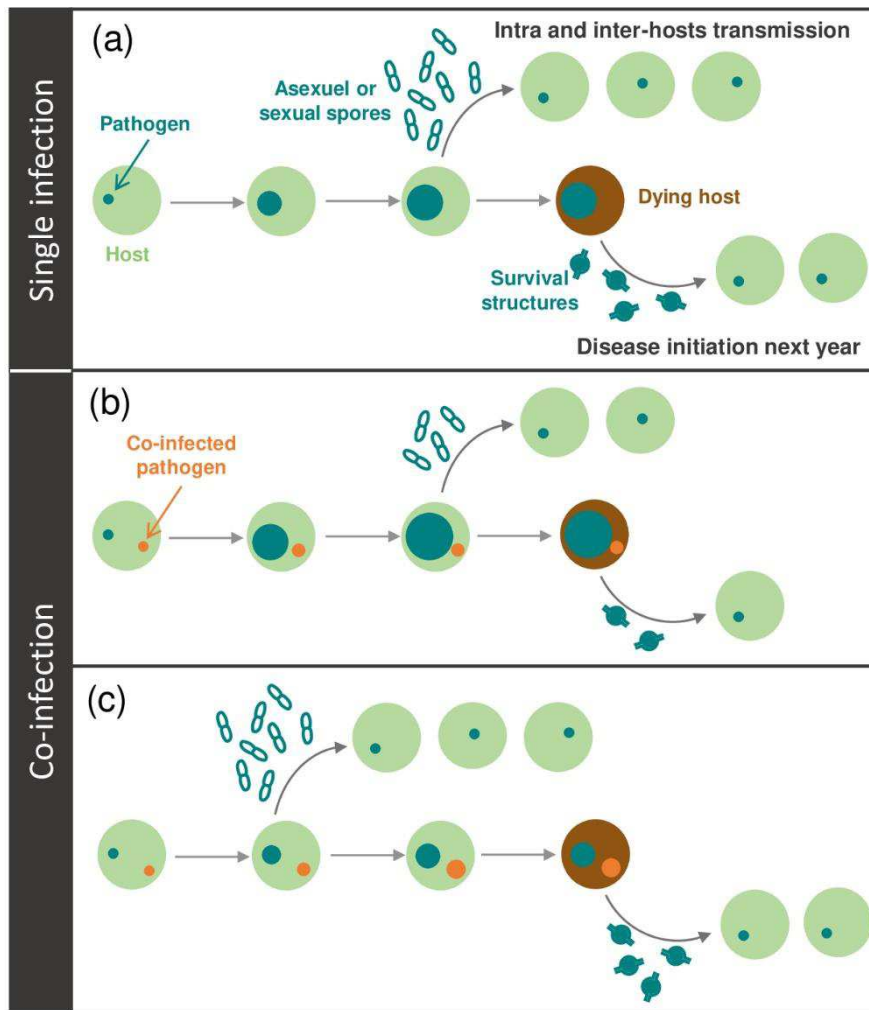 Single infection
(a)
Intra and inter-hosts transmission
Asexuel or
sexual spores
Pathogen
Host
Dying host
Survival
structures
Disease initiation next year
Co-infection
(b)
Co-infected
pathogen
(c)